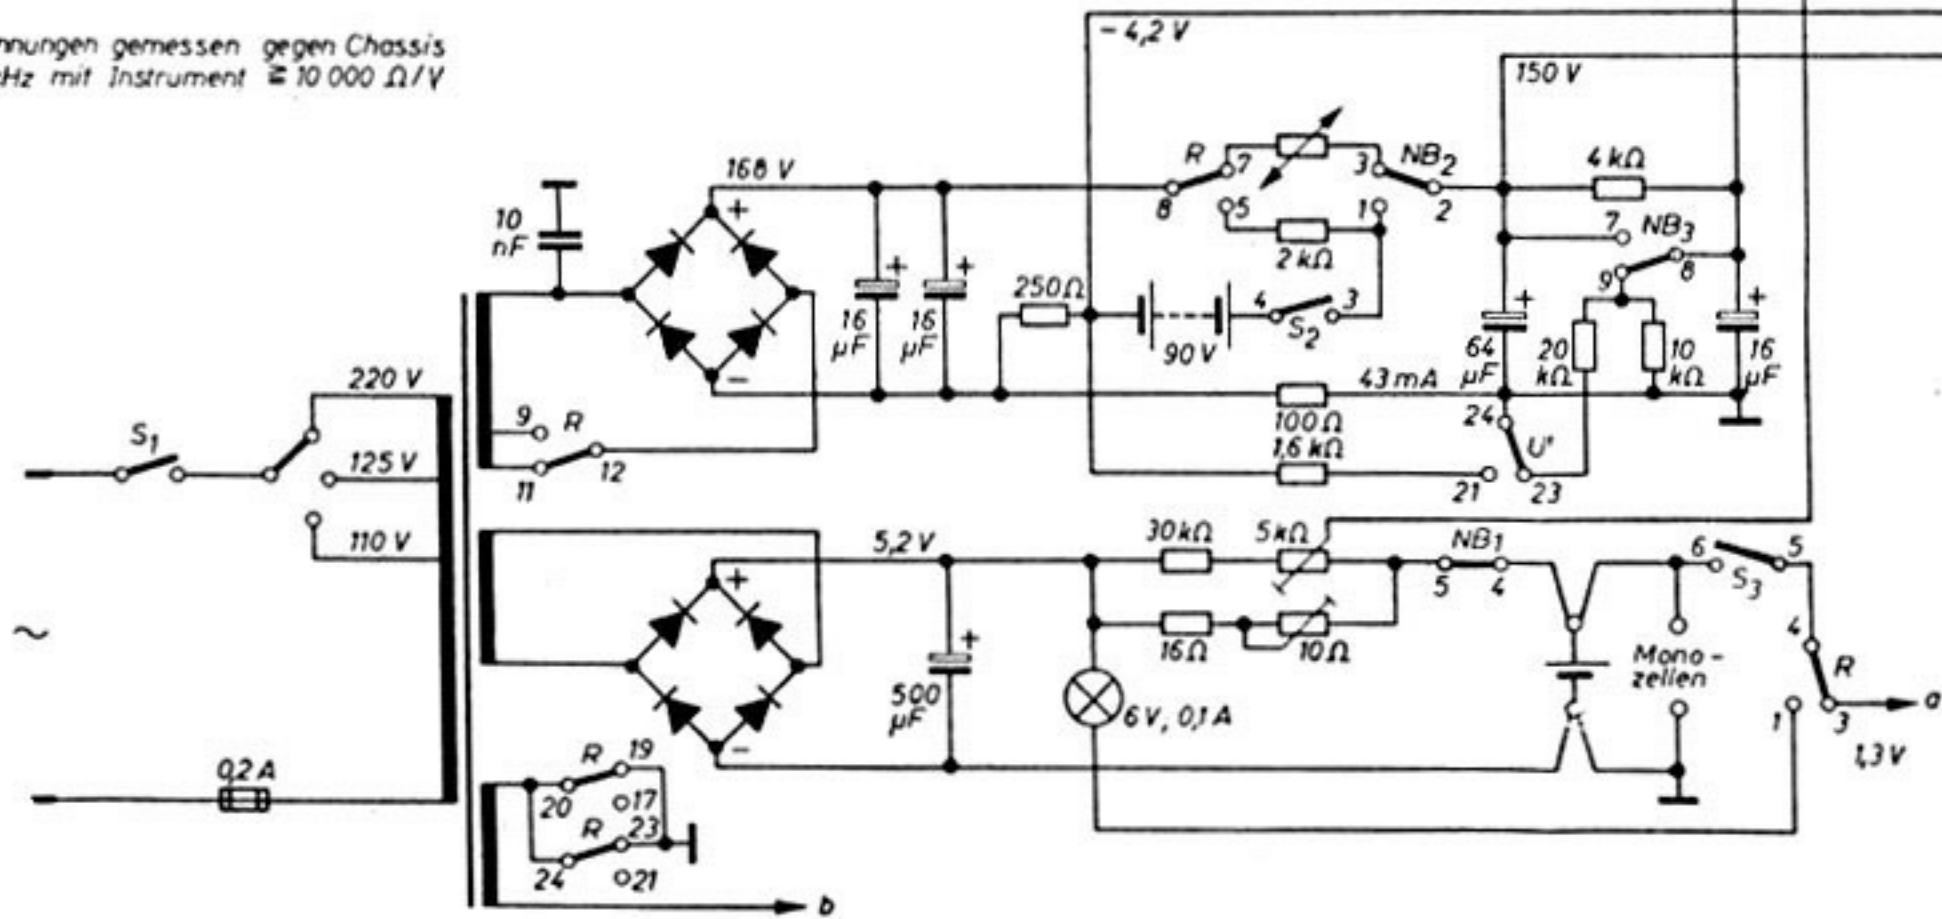 nnungen gemessen gegen Chassis
Hz mit Instrument ≧ 10 000 Ω/V
- 4,2 V
150 V
168 V
R 7 3 NB2
8 5 1 2
4 kΩ
7 NB3
9 8
10 nF
+
2 kΩ
250 Ω
+ +
16 µF 16 µF
4 3
S2
90 V
+
64 µF
20 kΩ
10 kΩ
+
16 µF
-
43 mA
100 Ω
1,6 kΩ
24
U'
21 23
220 V
S1
125 V
110 V
9 R
11 12
~
0,2 A
5,2 V
+
30 kΩ 5 kΩ
NB1
5 4
6 5
S3
16 Ω 10 Ω
+
500 µF
-
6 V, 0,1 A
Mono-
zellen
4
R
1 3
a
1,3 V
R 19
20 17
R 23
24 21
b